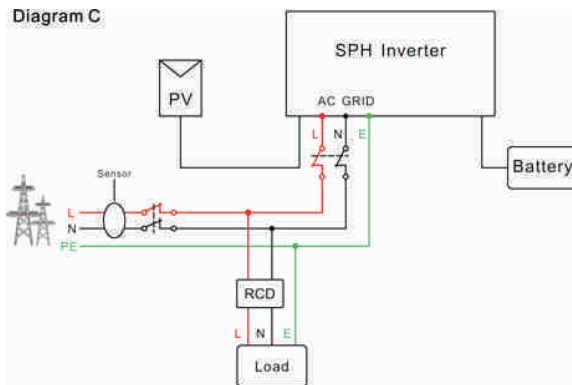 Diagram C
SPH Inverter
PV
AC GRID
L N E
Battery
Sensor
L
N
PE
RCD
L N E
Load